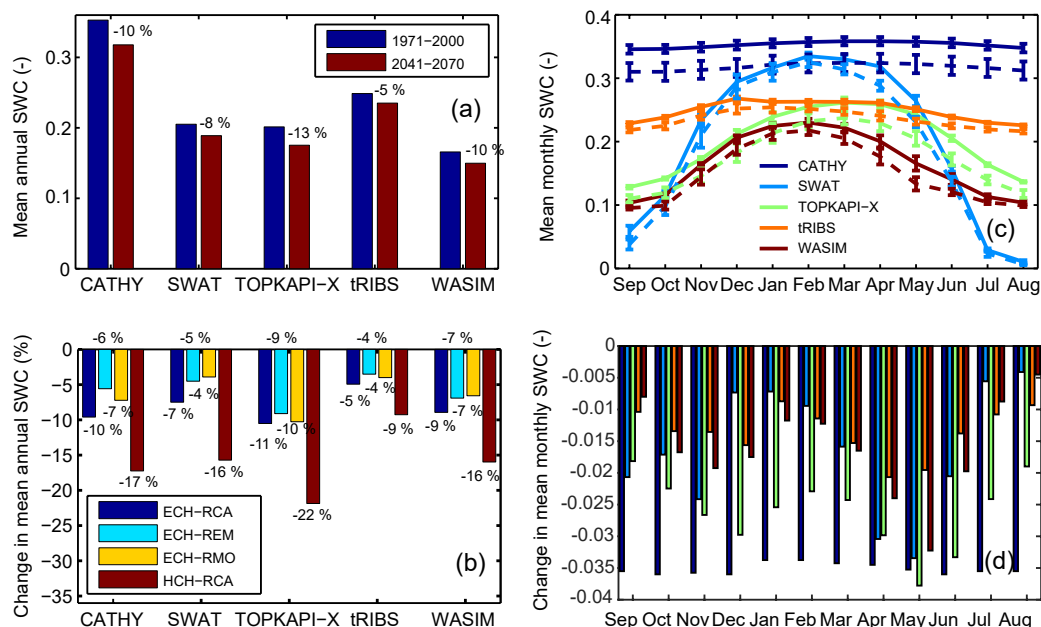 Mean annual SWC (-)
0.3
0.2
0.1
0
-10 %
-8 %
-13 %
-5 %
-10 %
1971−2000
2041−2070
(a)
CATHY SWAT TOPKAPI−X tRIBS WASIM
Mean monthly SWC (-)
0.4
0.3
0.2
0.1
0
CATHY
SWAT
TOPKAPI−X
tRIBS
WASIM
(c)
Sep Oct Nov Dec Jan Feb Mar Apr May Jun Jul Aug
Change in mean annual SWC (%)
0
−5
−10
−15
−20
−25
−30
−35
-6 % -5 % -9 % -4 % -7 %
-10 %
-7 %
-17 %
-7 %
-4 %
-16 %
-11 %
-10 %
-22 %
-5 %
-4 %
-9 %
-9 %
-7 %
-16 %
ECH−RCA
ECH−REM
ECH−RMO
HCH−RCA
(b)
CATHY SWAT TOPKAPI−X tRIBS WASIM
Change in mean monthly SWC (-)
0
-0.005
-0.01
-0.015
-0.02
-0.025
-0.03
-0.035
-0.04
(d)
Sep Oct Nov Dec Jan Feb Mar Apr May Jun Jul Aug